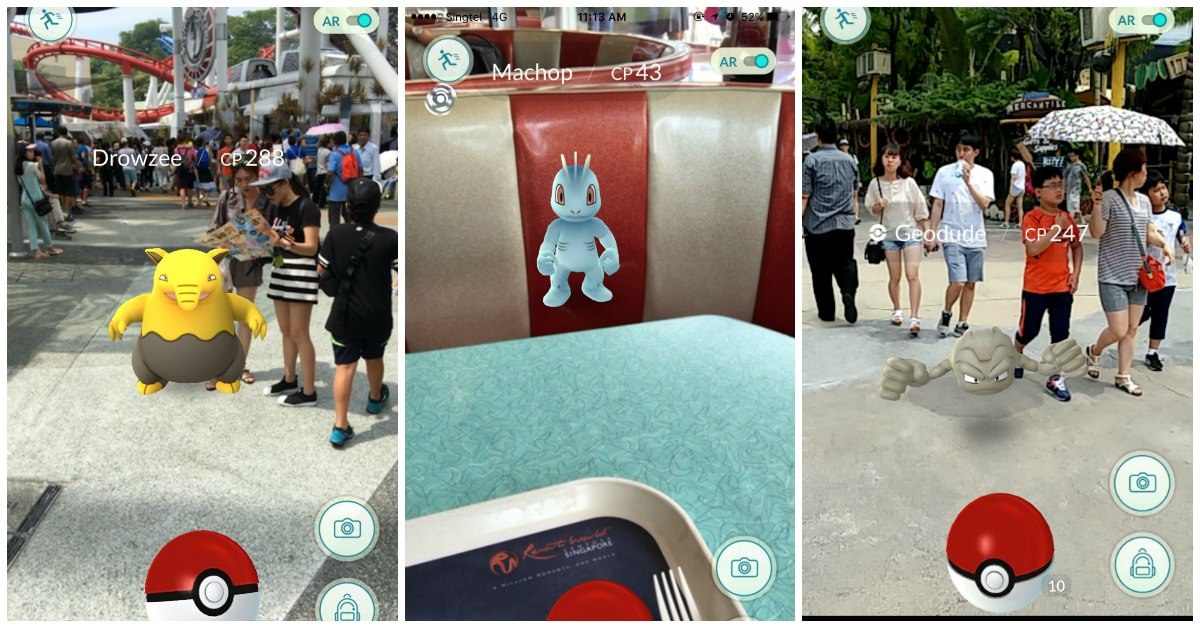 AR
Drowzee / CP288
Singtel 4G 11:13 AM 52%
AR
Machop / CP43
Resorts World
SENTOSA
SINGAPORE
A MILLION MOMENTS. ONE WORLD
AR
MERCANTILE
Geodude / CP247
10